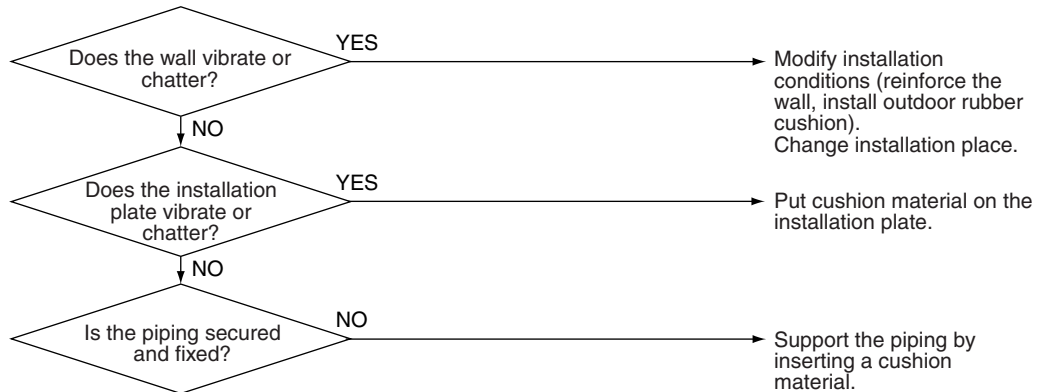 Does the wall vibrate or
chatter?
YES
Modify installation
conditions (reinforce the
wall, install outdoor rubber
cushion).
Change installation place.
NO
Does the installation
plate vibrate or
chatter?
YES
Put cushion material on the
installation plate.
NO
Is the piping secured
and fixed?
NO
Support the piping by
inserting a cushion
material.